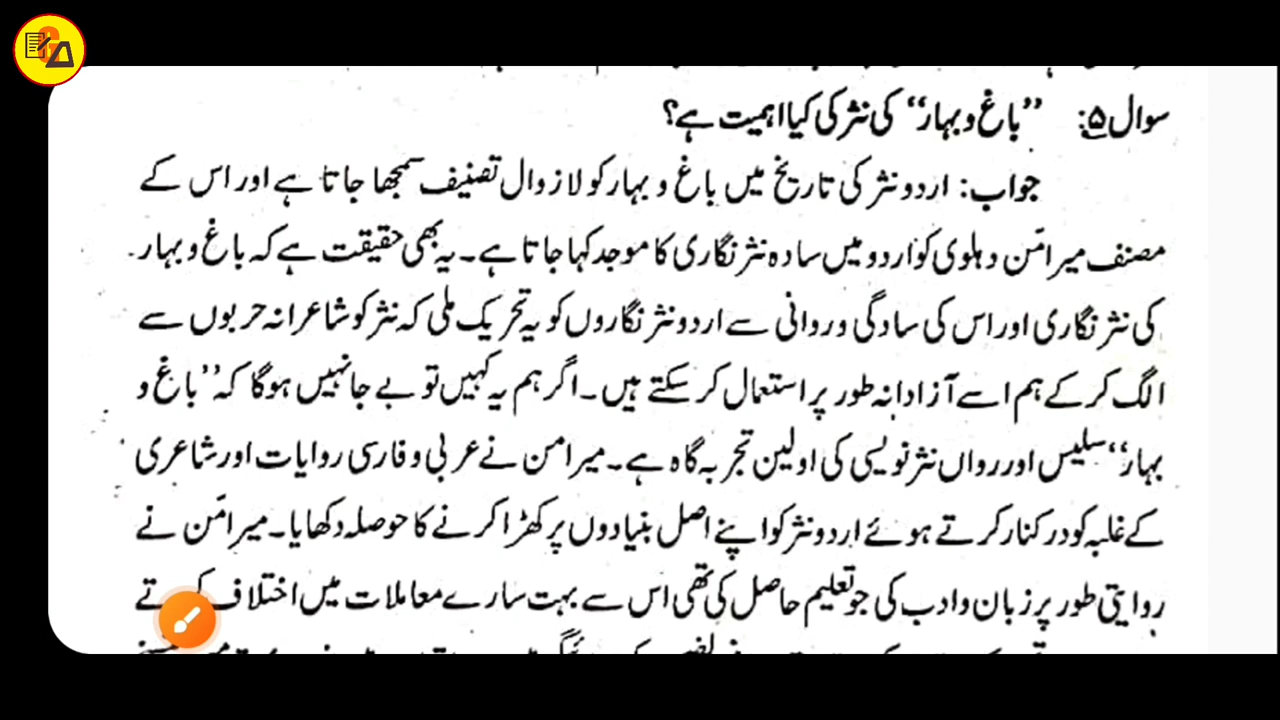 سوال ۵: ”باغ و بہار“ کی نثر کی کیا اہمیت ہے؟
جواب: اردو نثر کی تاریخ میں باغ و بہار کو لازوال تصنیف سمجھا جاتا ہے اور اس کے
مصنف میر امّن دہلوی کو اردو میں سادہ نثر نگاری کا موجد کہا جاتا ہے۔ یہ بھی حقیقت ہے کہ باغ و بہار
کی نثر نگاری اور اس کی سادگی و روانی سے اردو نثر نگاروں کو یہ تحریک ملی کہ نثر کو شاعرانہ حربوں سے
الگ کر کے ہم اسے آزادانہ طور پر استعمال کر سکتے ہیں۔ اگر ہم یہ کہیں تو بے جا نہیں ہوگا کہ ”باغ و
بہار“ سلیس اور رواں نثر نویسی کی اولین تجربہ گاہ ہے۔ میر امن نے عربی و فارسی روایات اور شاعری
کے غلبہ کو در کنار کرتے ہوئے اردو نثر کو اپنے اصل بنیادوں پر کھڑا کرنے کا حوصلہ دکھایا۔ میر امّن نے
روایتی طور پر زبان و ادب کی جو تعلیم حاصل کی تھی اس سے بہت سارے معاملات میں اختلاف کرتے